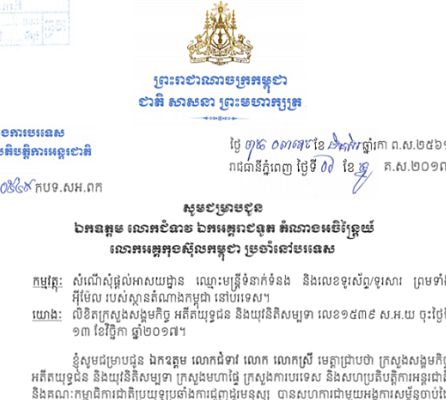 ព្រះរាជាណាចក្រកម្ពុជា
ជាតិ សាសនា ព្រះមហាក្សត្រ
ងការបរទេស
បតិបត្តិការអន្តរជាតិ
ថ្ងៃ ខែ ឆ្នាំរកា ព.ស.២៥៦១
រាជធានីភ្នំពេញ ថ្ងៃទី ខែ ធ្នូ គ.ស.២០១៧
កបទ.សអ.ពក
សូមជម្រាបជូន
ឯកឧត្តម លោកជំទាវ ឯកអគ្គរាជទូត តំណាងអចិន្ត្រៃយ៍
លោកអគ្គកុងស៊ុលកម្ពុជា ប្រចាំនៅបរទេស
កម្មវត្ថុ: សំណើសុំផ្តល់អាសយដ្ឋាន ឈ្មោះមន្ត្រីទំនាក់ទំនង និងលេខទូរស័ព្ទ/ទូរសារ ព្រមទាំង
អ៊ីម៉ែល របស់ស្ថានតំណាងកម្ពុជា នៅបរទេស។
យោង: លិខិតក្រសួងសង្គមកិច្ច អតីតយុទ្ធជន និងយុវនីតិសម្បទា លេខ១៥៣៩ ស.អ.យ ចុះថ្ងៃ
១៣ ខែវិច្ឆិកា ឆ្នាំ២០១៧។
ខ្ញុំសូមជម្រាបជូន ឯកឧត្តម លោកជំទាវ លោក លោកស្រី មេត្តាជ្រាបថា ក្រសួងសង្គមកិច្ច
អតីតយុទ្ធជន និងយុវនីតិសម្បទា ក្រសួងមហាផ្ទៃ ក្រសួងការបរទេស និងសហប្រតិបត្តិការអន្តរជាតិ
និងគណៈកម្មាធិការជាតិប្រយុទ្ធប្រឆាំងការជួញដូរមនុស្ស បានសហការជាមួយអង្គការសម្ព័ន្ធចាប់ដៃ